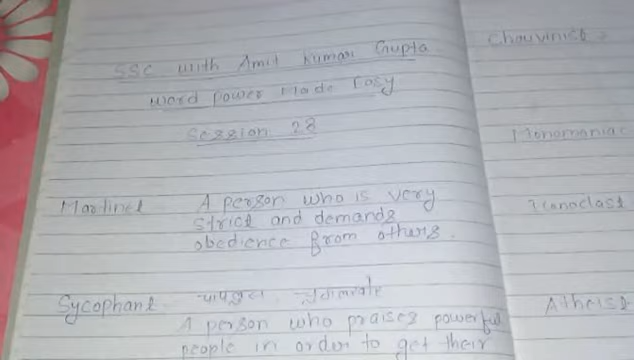 SSC with Amit Kumar Gupta
Word Power Made Easy
Session 28
Martinet A person who is very
strict and demands
obedience from others.
Sycophant चापलूस
A person who praises powerful
people in order to get their
Chauvinist
Monomaniac
Iconoclast
Atheist